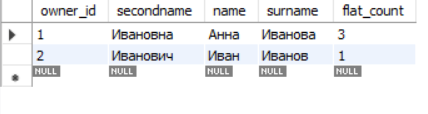 owner_id secondname name surname flat_count
1 Ивановна Анна Иванова 3
2 Иванович Иван Иванов 1
NULL NULL NULL NULL NULL